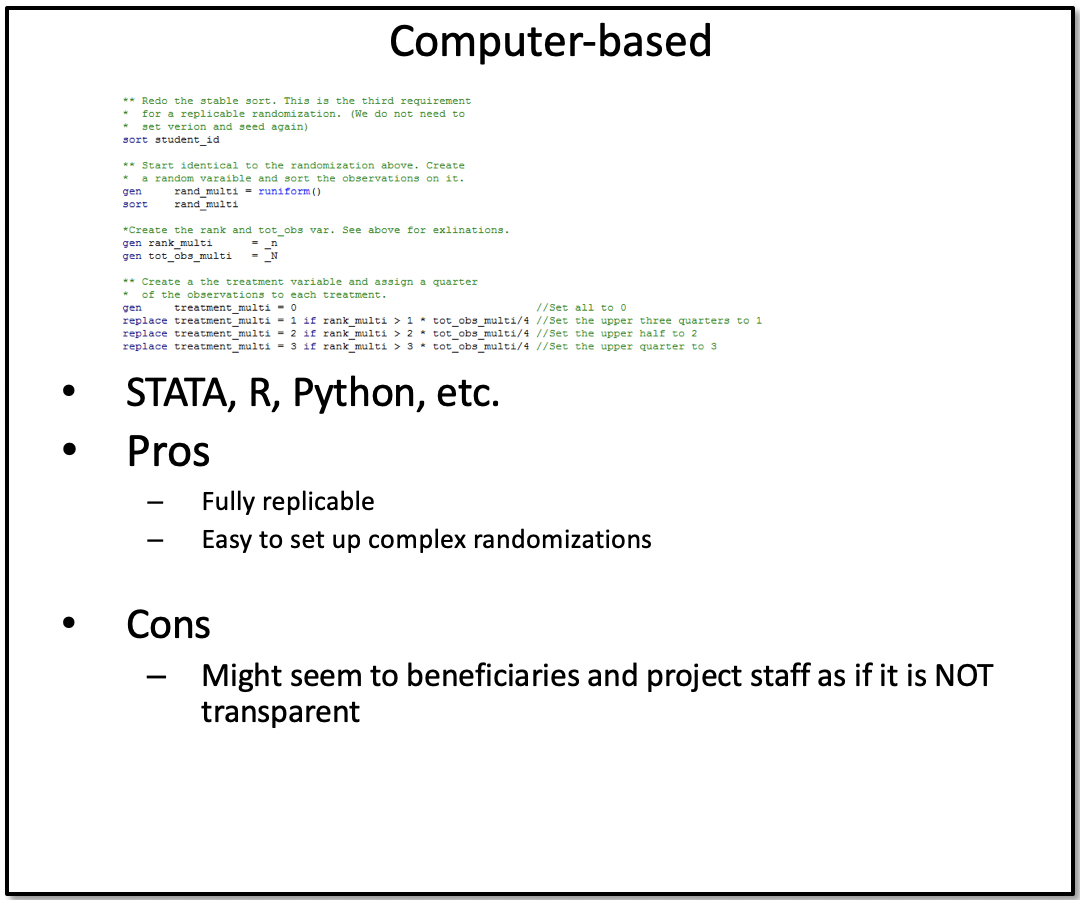 Computer-based
** Redo the stable sort. This is the third requirement
* for a replicable randomization. (We do not need to
* set verion and seed again)
sort student_id
** Start identical to the randomization above. Create
* a random varaible and sort the observations on it.
gen rand_multi = runiform()
sort rand_multi
*Create the rank and tot_obs var. See above for exlinations.
gen rank_multi = _n
gen tot_obs_multi = _N
** Create a the treatment variable and assign a quarter
* of the observations to each treatment.
gen treatment_multi = 0 //Set all to 0
replace treatment_multi = 1 if rank_multi > 1 * tot_obs_multi/4 //Set the upper three quarters to 1
replace treatment_multi = 2 if rank_multi > 2 * tot_obs_multi/4 //Set the upper half to 2
replace treatment_multi = 3 if rank_multi > 3 * tot_obs_multi/4 //Set the upper quarter to 3
• STATA, R, Python, etc.
• Pros
– Fully replicable
– Easy to set up complex randomizations
• Cons
– Might seem to beneficiaries and project staff as if it is NOT
transparent